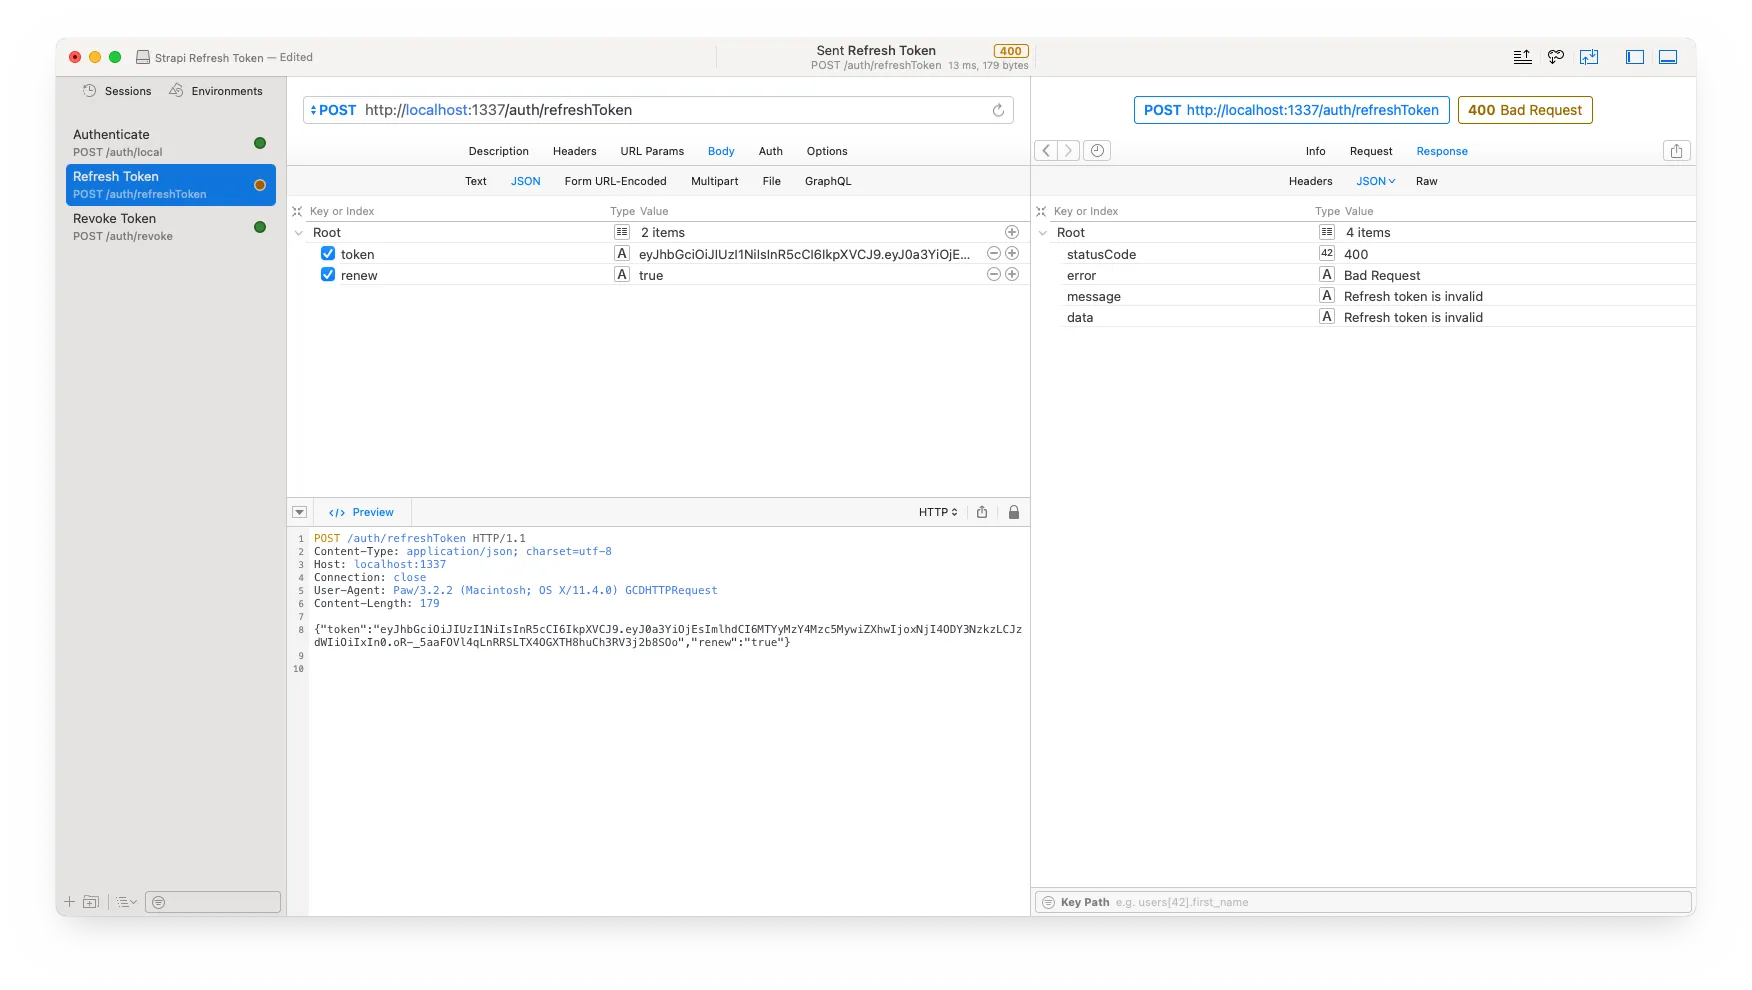 Strapi Refresh Token — Edited
Sent Refresh Token 400
POST /auth/refreshToken 13 ms, 179 bytes
Sessions Environments
Authenticate
POST /auth/local
Refresh Token
POST /auth/refreshToken
Revoke Token
POST /auth/revoke
POST http://localhost:1337/auth/refreshToken
Description Headers URL Params Body Auth Options
Text JSON Form URL-Encoded Multipart File GraphQL
Key or Index Type Value
Root 2 items
token A eyJhbGciOiJIUzI1NiIsInR5cCI6IkpXVCJ9.eyJ0a3YiOjE...
renew A true
</> Preview HTTP
1 POST /auth/refreshToken HTTP/1.1
2 Content-Type: application/json; charset=utf-8
3 Host: localhost:1337
4 Connection: close
5 User-Agent: Paw/3.2.2 (Macintosh; OS X/11.4.0) GCDHTTPRequest
6 Content-Length: 179
7
8 {"token":"eyJhbGciOiJIUzI1NiIsInR5cCI6IkpXVCJ9.eyJ0a3YiOjEsImlhdCI6MTYyMzY4Mzc5MywiZXhwIjoxNjI4ODY3NzkzLCJz
dWIiOiIxIn0.oR-_5aaFOVl4qLnRRSLTX4OGXTH8huCh3RV3j2b8SOo","renew":"true"}
9
10
POST http://localhost:1337/auth/refreshToken 400 Bad Request
Info Request Response
Headers JSON Raw
Key or Index Type Value
Root 4 items
statusCode 42 400
error A Bad Request
message A Refresh token is invalid
data A Refresh token is invalid
Key Path e.g. users[42].first_name